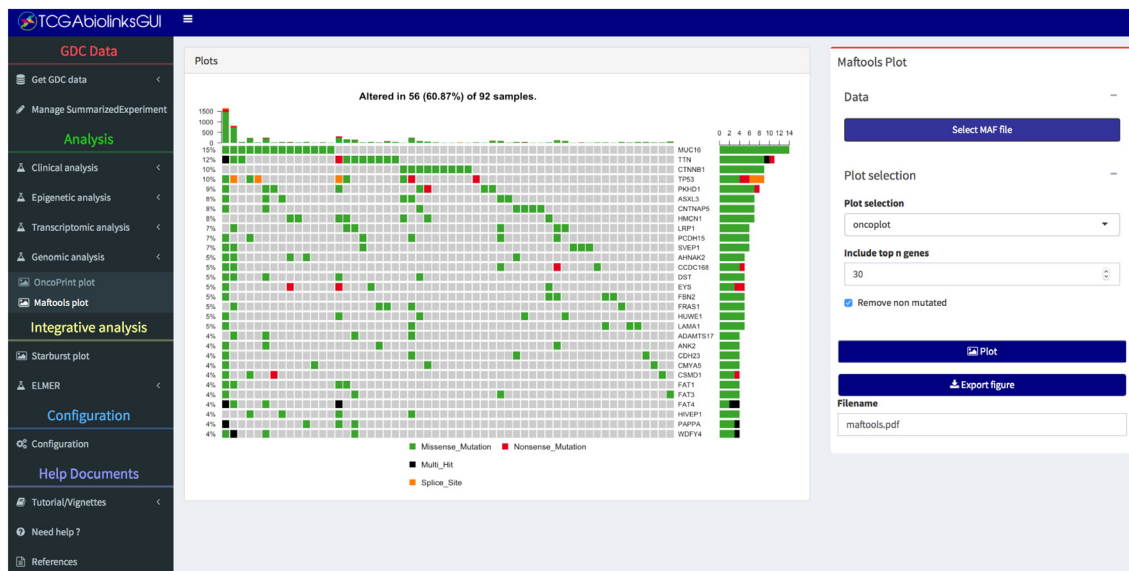 TCGAbiolinksGUI
GDC Data
Get GDC data
Manage SummarizedExperiment
Analysis
Clinical analysis
Epigenetic analysis
Transcriptomic analysis
Genomic analysis
OncoPrint plot
Maftools plot
Integrative analysis
Starburst plot
ELMER
Configuration
Configuration
Help Documents
Tutorial/Vignettes
Need help ?
References
Plots
Altered in 56 (60.87%) of 92 samples.
1500
1000
500
0
0 2 4 6 8 10 12 14
15% MUC16
12% TTN
10% CTNNB1
10% TP53
9% PKHD1
8% ASXL3
8% CNTNAP5
8% HMCN1
7% LRP1
7% PCDH15
7% SVEP1
5% AHNAK2
5% CCDC168
5% DST
5% EYS
5% FBN2
5% FRAS1
5% HUWE1
5% LAMA1
4% ADAMTS17
4% ANK2
4% CDH23
4% CMYA5
4% CSMD1
4% FAT1
4% FAT3
4% FAT4
4% HIVEP1
4% PAPPA
4% WDFY4
Missense_Mutation Nonsense_Mutation
Multi_Hit
Splice_Site
Maftools Plot
Data
Select MAF file
Plot selection
Plot selection
oncoplot
Include top n genes
30
Remove non mutated
Plot
Export figure
Filename
maftools.pdf